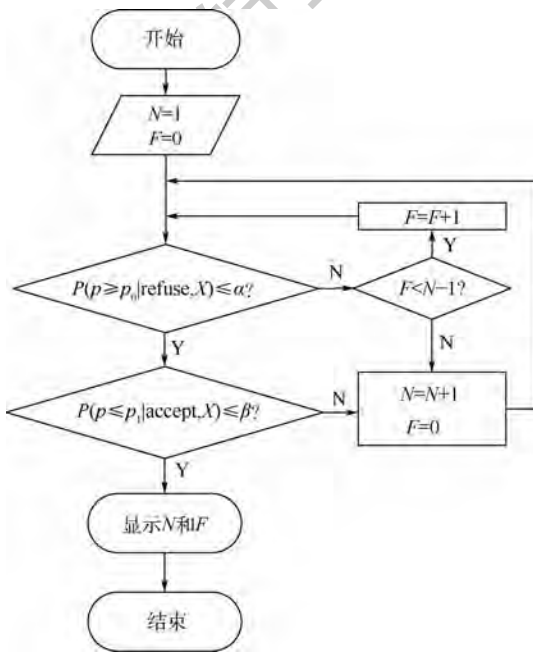 开始
N=1
F=0
F=F+1
P(p≥p₀|refuse,X)≤α?
N
Y
F<N−1?
Y
N
P(p≤p₁|accept,X)≤β?
N
N=N+1
F=0
Y
显示N和F
结束